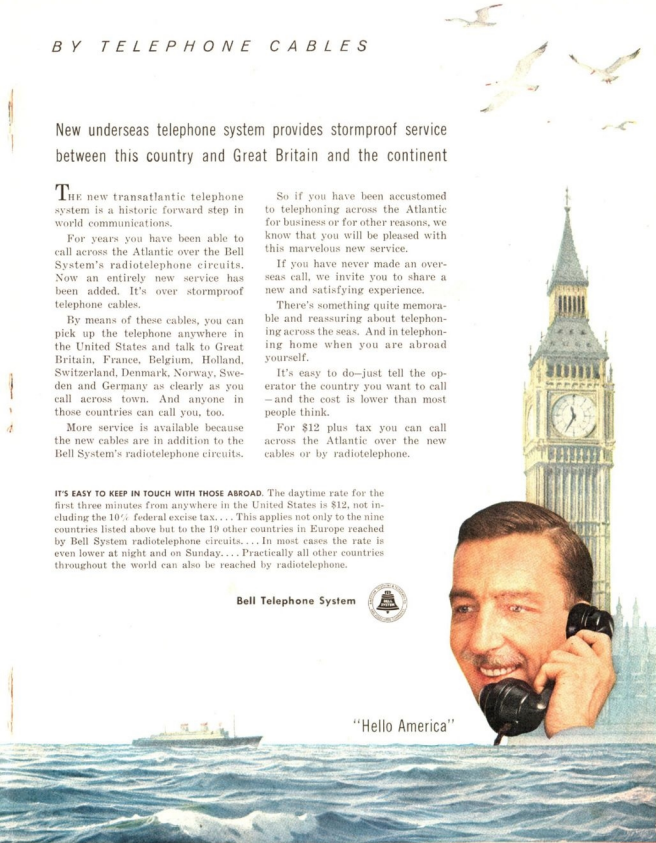 BY TELEPHONE CABLES
New underseas telephone system provides stormproof service
between this country and Great Britain and the continent
THE new transatlantic telephone
system is a historic forward step in
world communications.
For years you have been able to
call across the Atlantic over the Bell
System's radiotelephone circuits.
Now an entirely new service has
been added. It's over stormproof
telephone cables.
By means of these cables, you can
pick up the telephone anywhere in
the United States and talk to Great
Britain, France, Belgium, Holland,
Switzerland, Denmark, Norway, Swe-
den and Germany as clearly as you
call across town. And anyone in
those countries can call you, too.
More service is available because
the new cables are in addition to the
Bell System's radiotelephone circuits.
So if you have been accustomed
to telephoning across the Atlantic
for business or for other reasons, we
know that you will be pleased with
this marvelous new service.
If you have never made an over-
seas call, we invite you to share a
new and satisfying experience.
There's something quite memora-
ble and reassuring about telephon-
ing across the seas. And in telephon-
ing home when you are abroad
yourself.
It's easy to do—just tell the op-
erator the country you want to call
—and the cost is lower than most
people think.
For $12 plus tax you can call
across the Atlantic over the new
cables or by radiotelephone.
IT'S EASY TO KEEP IN TOUCH WITH THOSE ABROAD. The daytime rate for the
first three minutes from anywhere in the United States is $12, not in-
cluding the 10% federal excise tax.... This applies not only to the nine
countries listed above but to the 19 other countries in Europe reached
by Bell System radiotelephone circuits.... In most cases the rate is
even lower at night and on Sunday.... Practically all other countries
throughout the world can also be reached by radiotelephone.
Bell Telephone System
BELL
SYSTEM
"Hello America"